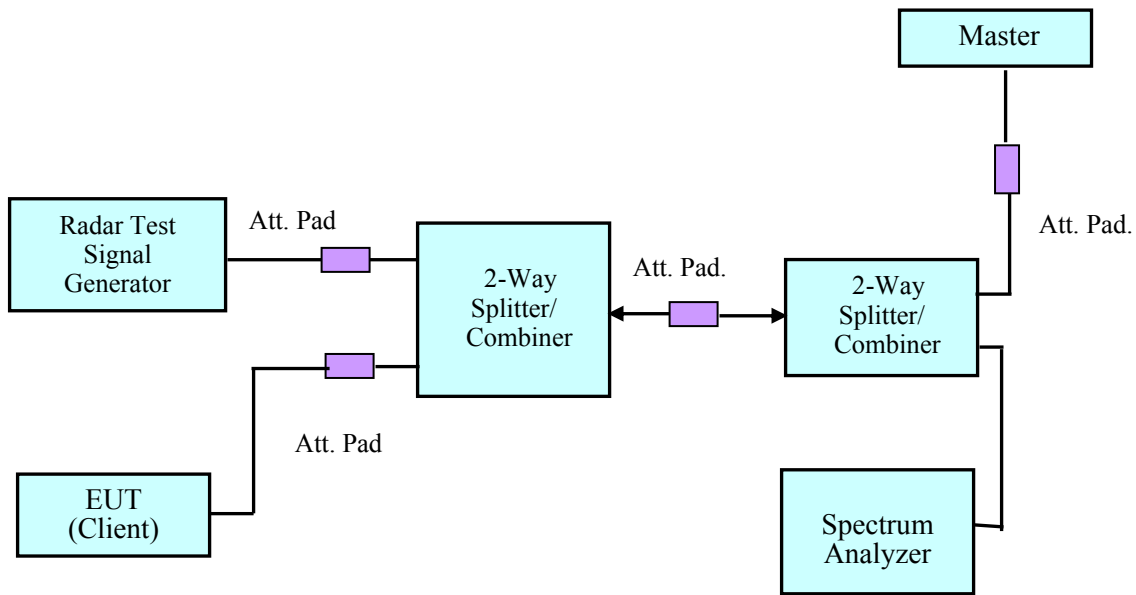 Master
Radar Test
Signal
Generator
Att. Pad
2-Way
Splitter/
Combiner
Att. Pad.
2-Way
Splitter/
Combiner
Att. Pad.
Att. Pad
EUT
(Client)
Spectrum
Analyzer